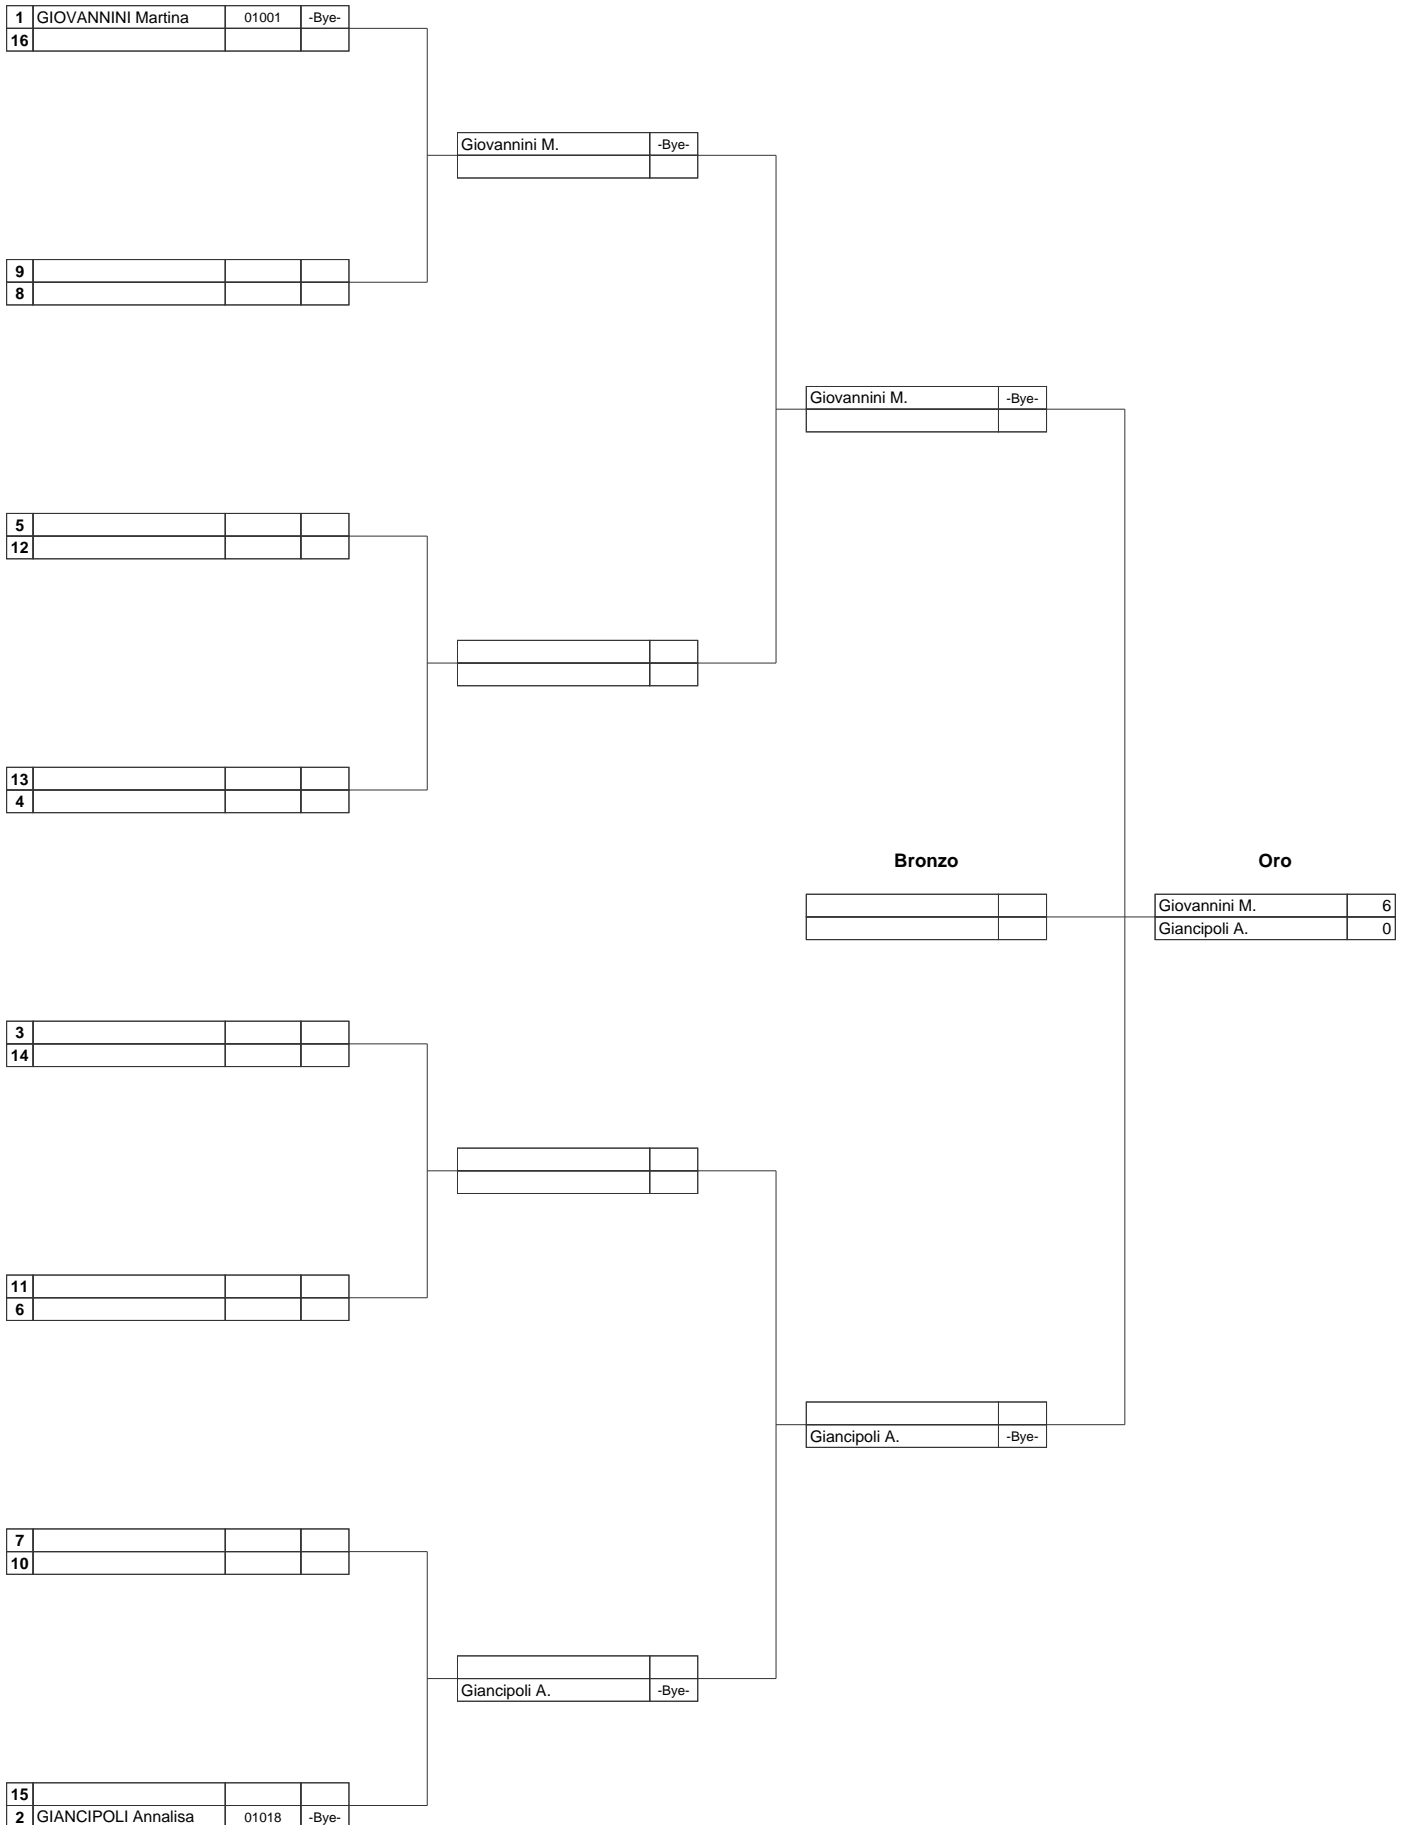 1 GIOVANNINI Martina 01001 -Bye-
16
Giovannini M. -Bye-
9
8
Giovannini M. -Bye-
5
12
13
4
Bronzo Oro
Giovannini M. 6
Giancipoli A. 0
3
14
11
6
Giancipoli A. -Bye-
7
10
Giancipoli A. -Bye-
15
2 GIANCIPOLI Annalisa 01018 -Bye-